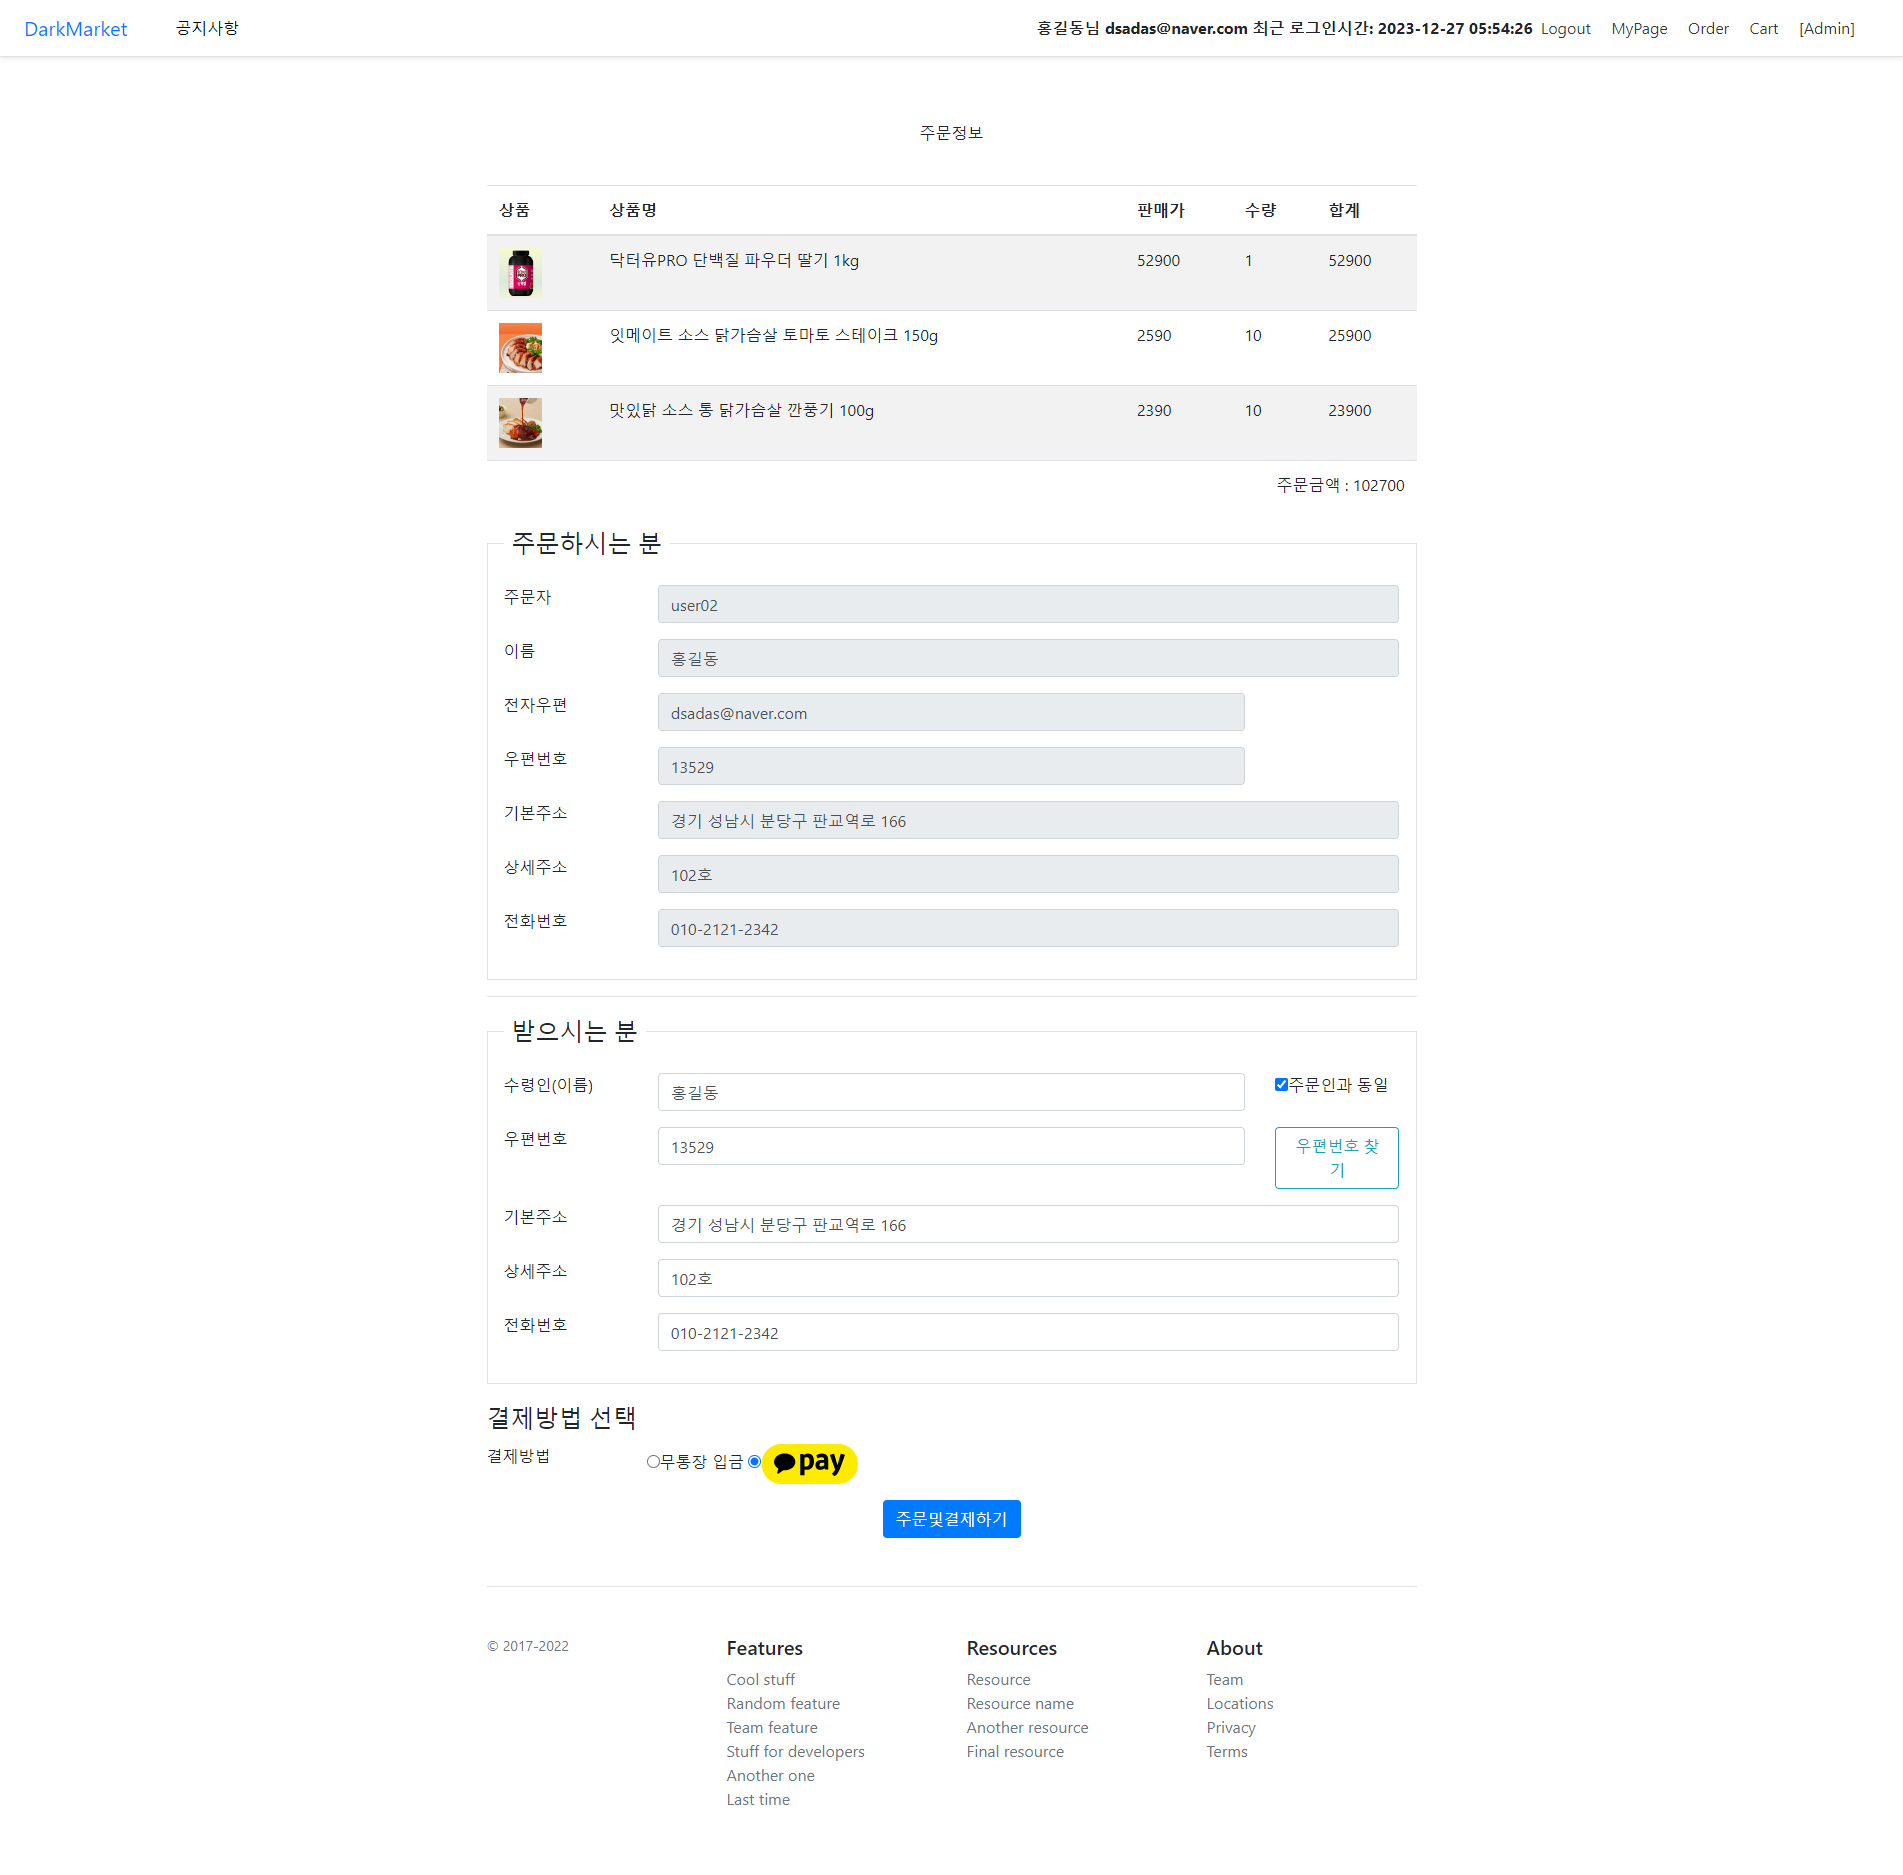 DarkMarket 공지사항 홍길동님 dsadas@naver.com 최근 로그인시간: 2023-12-27 05:54:26 Logout MyPage Order Cart [Admin]
주문정보
상품 상품명 판매가 수량 합계
닥터유PRO 단백질 파우더 딸기 1kg 52900 1 52900
잇메이트 소스 닭가슴살 토마토 스테이크 150g 2590 10 25900
맛있닭 소스 통 닭가슴살 깐풍기 100g 2390 10 23900
주문금액 : 102700
주문하시는 분
주문자 user02
이름 홍길동
전자우편 dsadas@naver.com
우편번호 13529
기본주소 경기 성남시 분당구 판교역로 166
상세주소 102호
전화번호 010-2121-2342
받으시는 분
수령인(이름) 홍길동 주문인과 동일
우편번호 13529 우편번호 찾
기
기본주소 경기 성남시 분당구 판교역로 166
상세주소 102호
전화번호 010-2121-2342
결제방법 선택
결제방법 무통장 입금 pay
주문및결제하기
© 2017-2022
Features
Cool stuff
Random feature
Team feature
Stuff for developers
Another one
Last time
Resources
Resource
Resource name
Another resource
Final resource
About
Team
Locations
Privacy
Terms